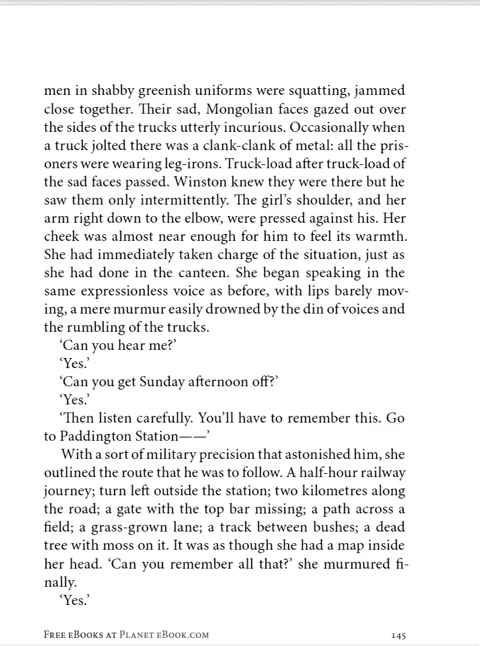 men in shabby greenish uniforms were squatting, jammed
close together. Their sad, Mongolian faces gazed out over
the sides of the trucks utterly incurious. Occasionally when
a truck jolted there was a clank-clank of metal: all the pris-
oners were wearing leg-irons. Truck-load after truck-load of
the sad faces passed. Winston knew they were there but he
saw them only intermittently. The girl’s shoulder, and her
arm right down to the elbow, were pressed against his. Her
cheek was almost near enough for him to feel its warmth.
She had immediately taken charge of the situation, just as
she had done in the canteen. She began speaking in the
same expressionless voice as before, with lips barely mov-
ing, a mere murmur easily drowned by the din of voices and
the rumbling of the trucks.
‘Can you hear me?’
‘Yes.’
‘Can you get Sunday afternoon off?’
‘Yes.’
‘Then listen carefully. You’ll have to remember this. Go
to Paddington Station——’
With a sort of military precision that astonished him, she
outlined the route that he was to follow. A half-hour railway
journey; turn left outside the station; two kilometres along
the road; a gate with the top bar missing; a path across a
field; a grass-grown lane; a track between bushes; a dead
tree with moss on it. It was as though she had a map inside
her head. ‘Can you remember all that?’ she murmured fi-
nally.
‘Yes.’
Free eBooks at Planet eBook.com 145